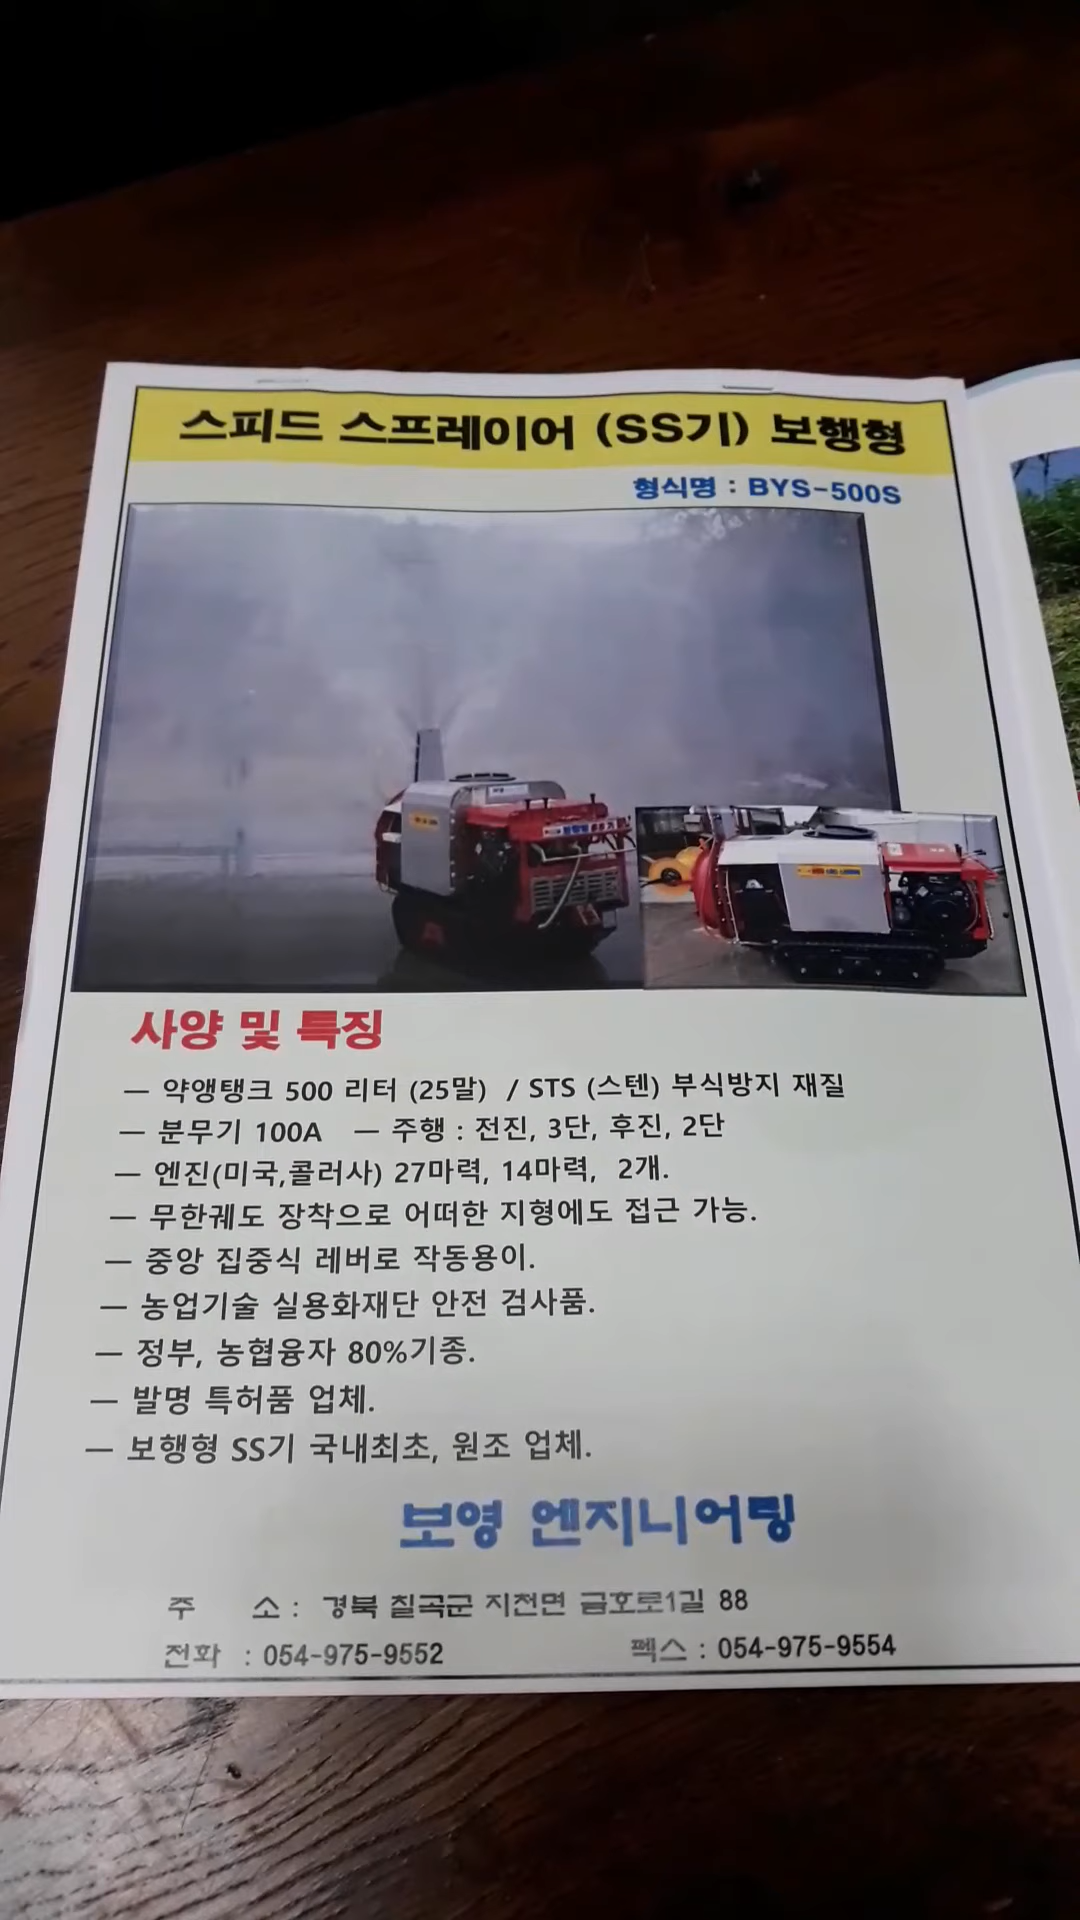 스피드 스프레이어 (SS기) 보행형
형식명 : BYS-500S
사양 및 특징
— 약앵탱크 500 리터 (25말) / STS (스텐) 부식방지 재질
— 분무기 100A — 주행 : 전진, 3단, 후진, 2단
— 엔진(미국,콜러사) 27마력, 14마력, 2개.
— 무한궤도 장착으로 어떠한 지형에도 접근 가능.
— 중앙 집중식 레버로 작동용이.
— 농업기술 실용화재단 안전 검사품.
— 정부, 농협융자 80%기종.
— 발명 특허품 업체.
— 보행형 SS기 국내최초, 원조 업체.
보영 엔지니어링
주 소 : 경북 칠곡군 지천면 금호로1길 88
전화 : 054-975-9552 펙스 : 054-975-9554